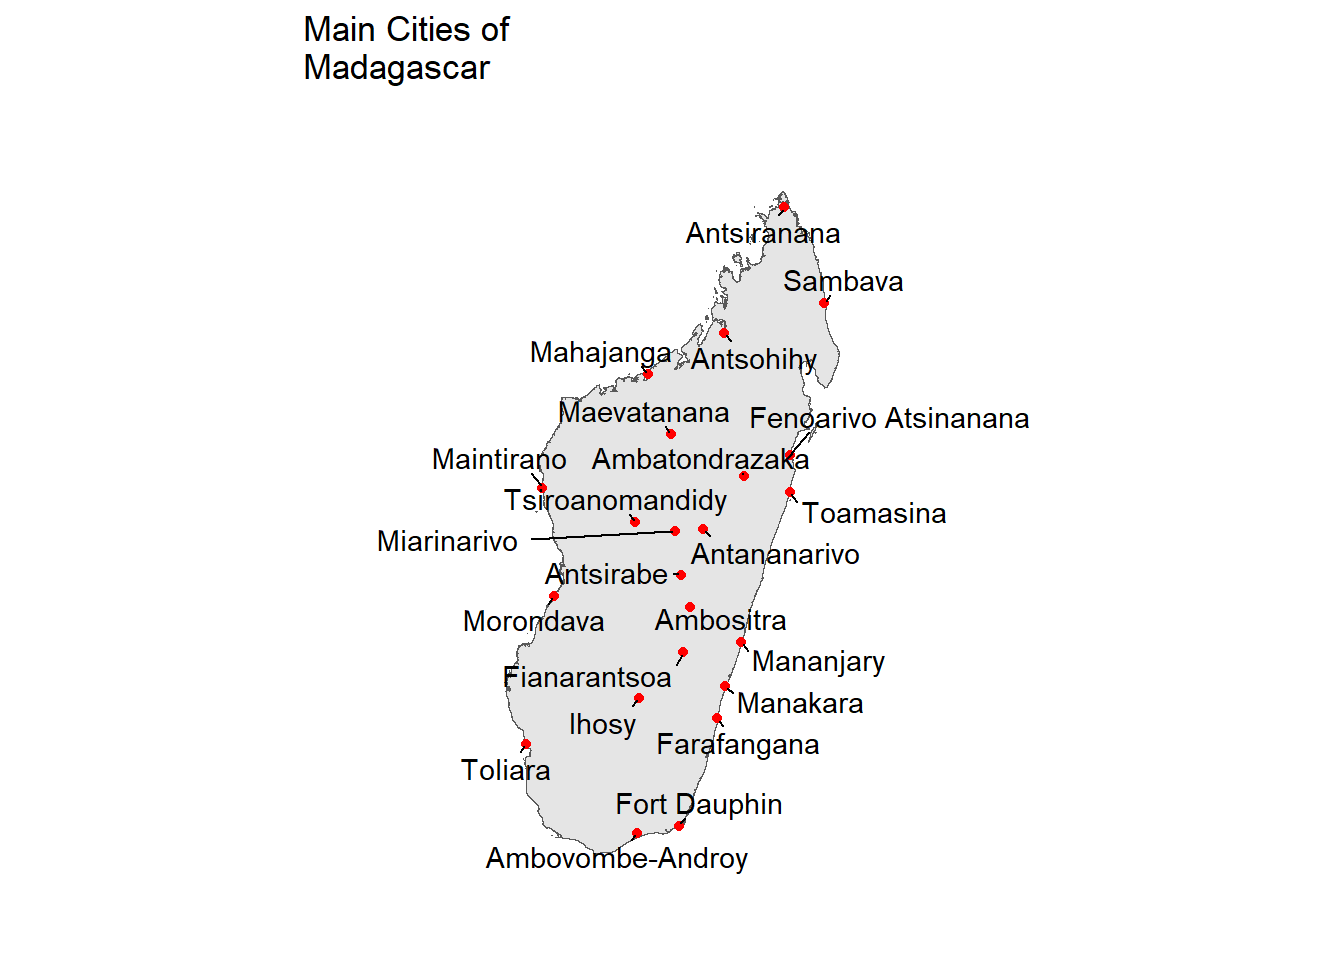 Main Cities of
Madagascar
Antsiranana
Sambava
Mahajanga
Antsohihy
Maevatanana
Fenoarivo Atsinanana
Maintirano
Ambatondrazaka
Tsiroanomandidy
Toamasina
Miarinarivo
Antananarivo
Antsirabe
Morondava
Ambositra
Mananjary
Fianarantsoa
Manakara
Ihosy
Farafangana
Toliara
Fort Dauphin
Ambovombe-Androy